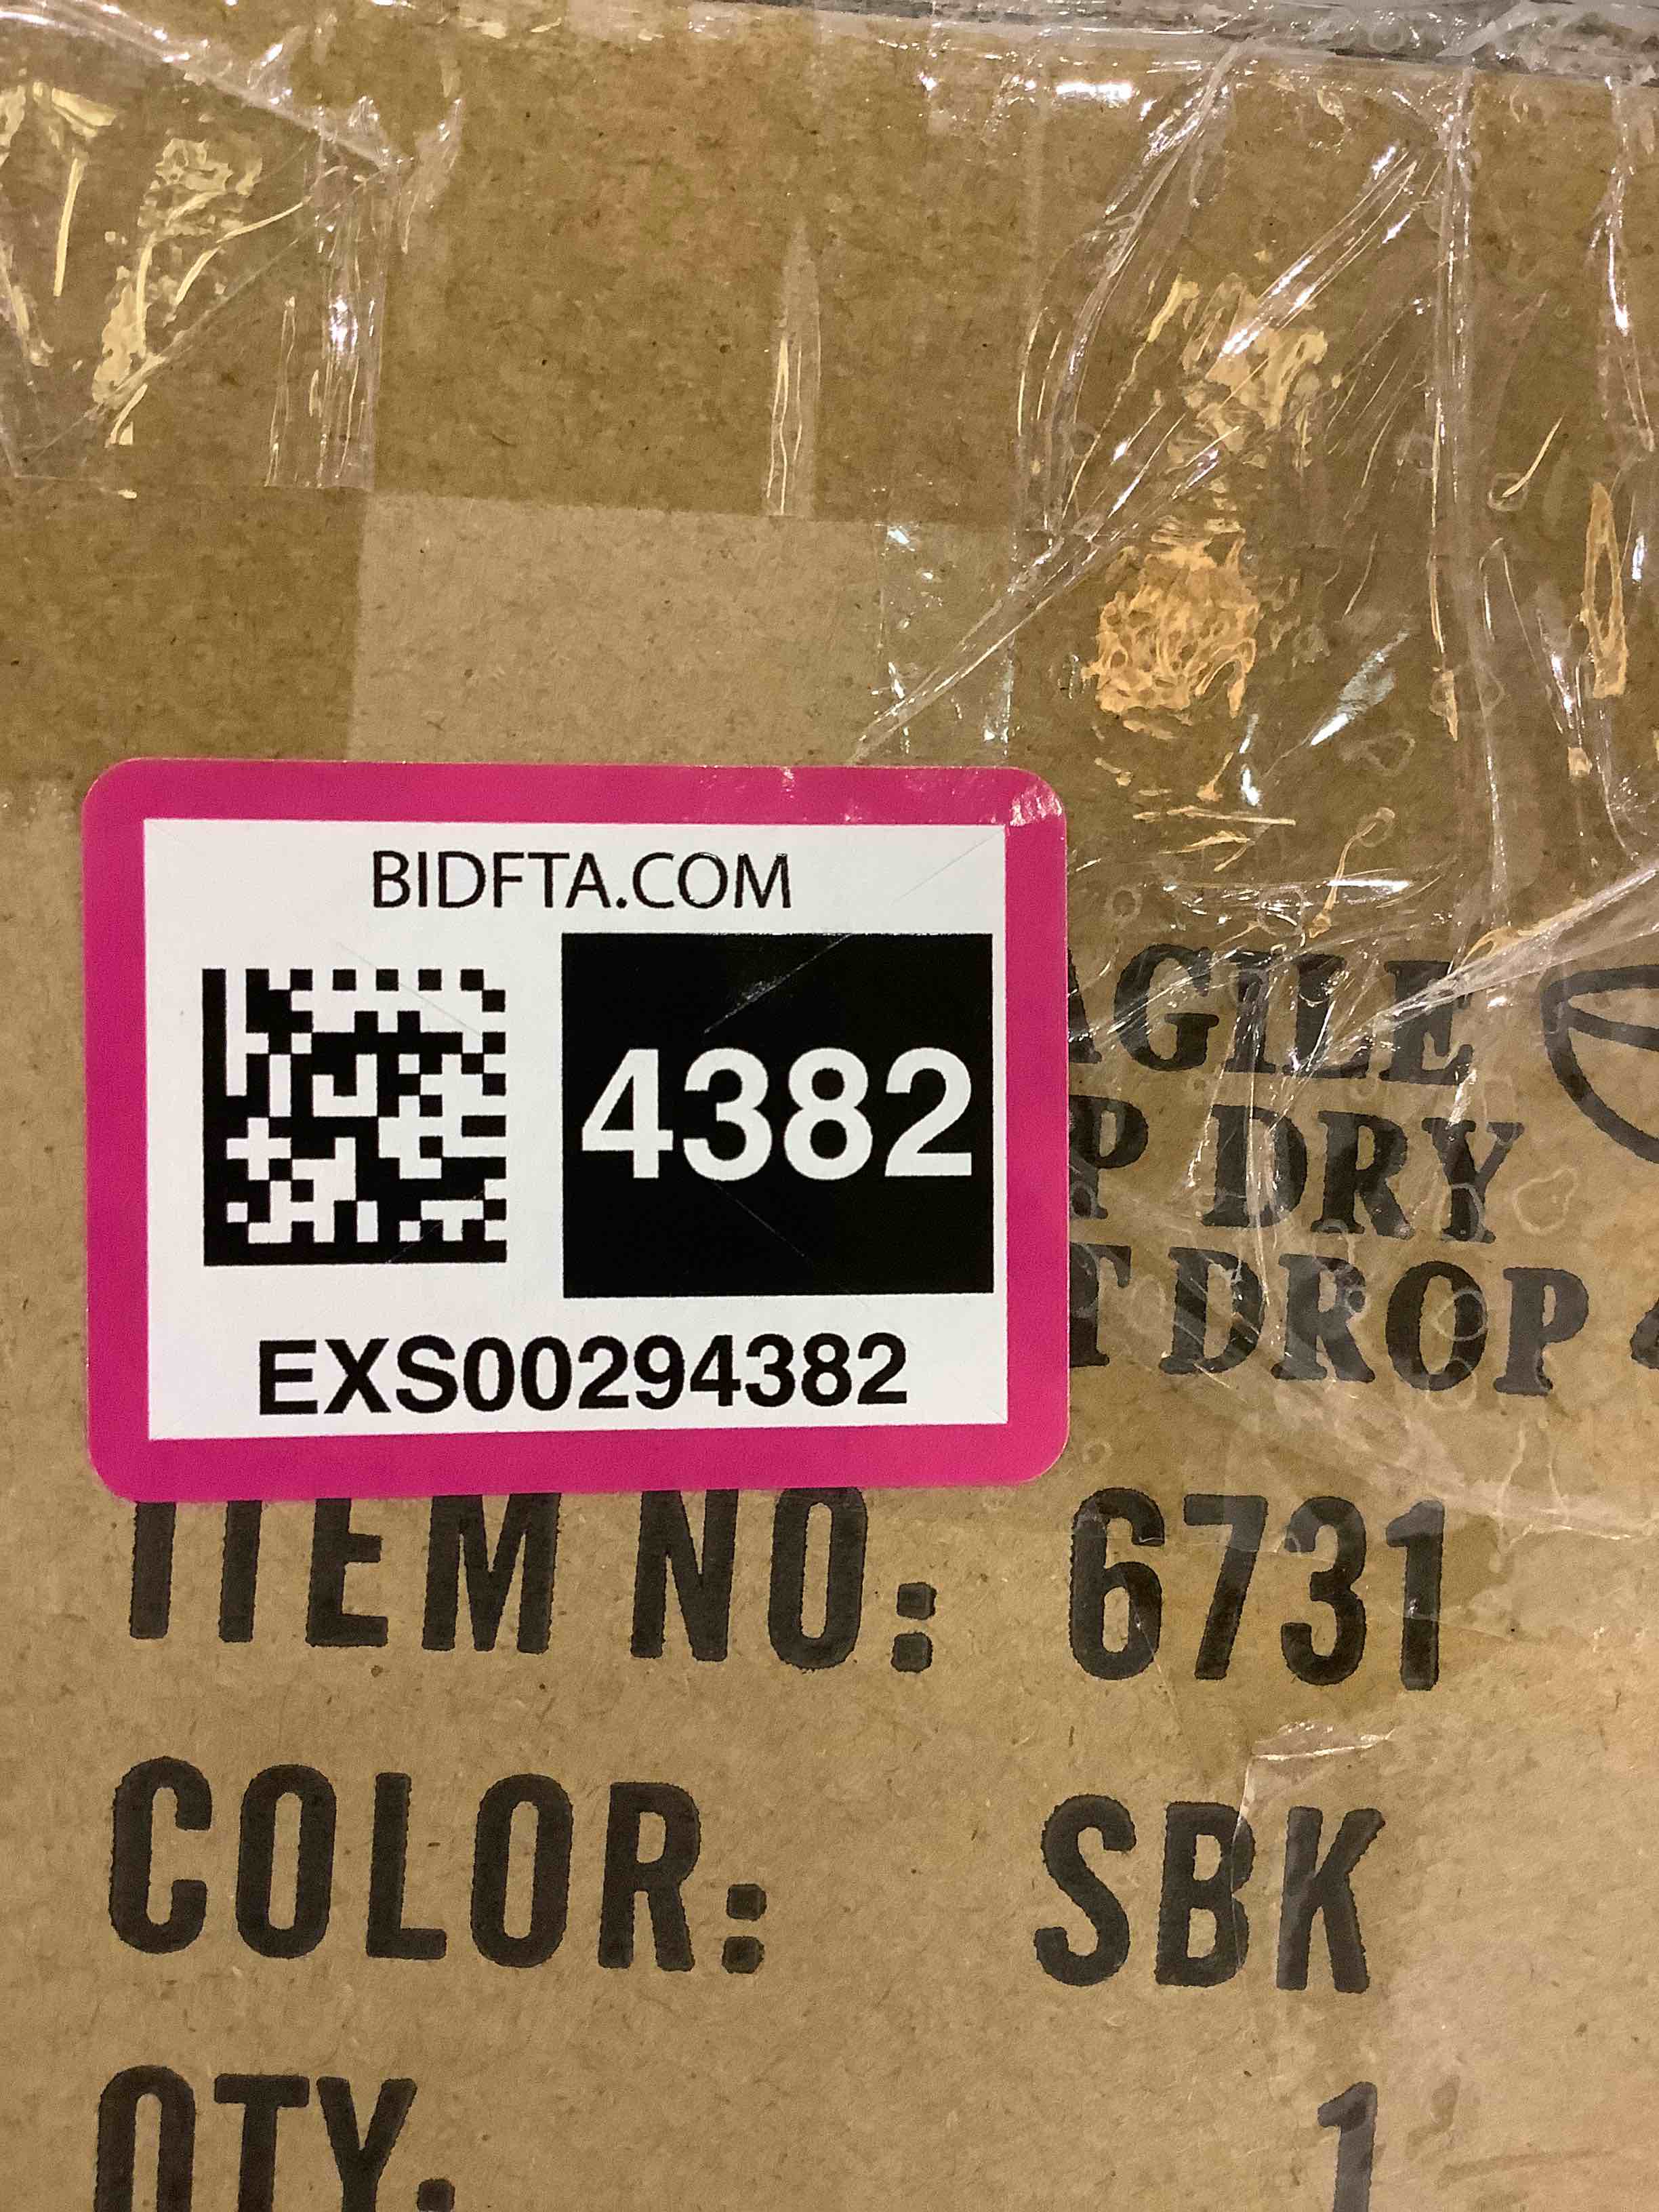 BIDFTA.COM
4382
EXS00294382
AGILE
P DRY
T DROP
ITEM NO: 6731
COLOR: SBK
QTY: 1